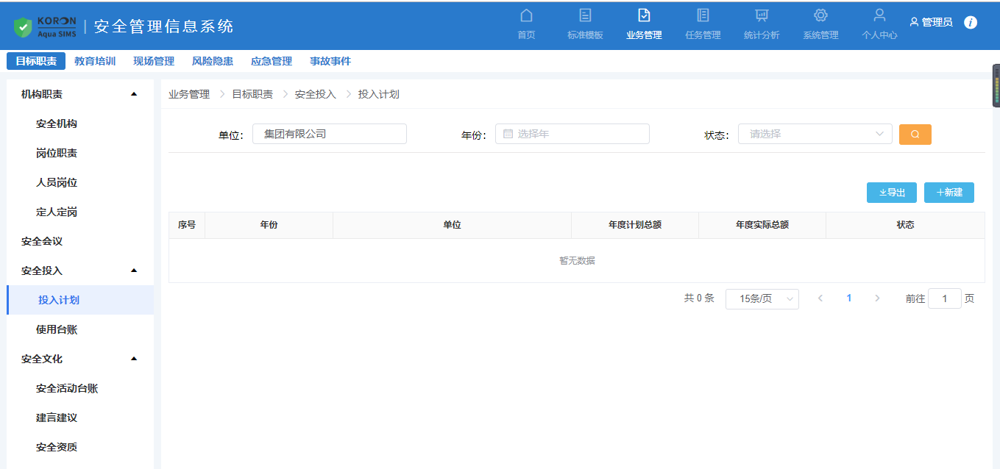 KORON
Aqua SIMS
安全管理信息系统
首页
标准模板
业务管理
任务管理
统计分析
系统管理
个人中心
管理员
目标职责
教育培训
现场管理
风险隐患
应急管理
事故事件
机构职责
安全机构
岗位职责
人员岗位
定人定岗
安全会议
安全投入
投入计划
使用台账
安全文化
安全活动台账
建言建议
安全资质
业务管理 > 目标职责 > 安全投入 > 投入计划
单位： 集团有限公司
年份： 选择年
状态： 请选择
导出
+新建
序号 年份 单位 年度计划总额 年度实际总额 状态
暂无数据
共 0 条 15条/页 < 1 > 前往 1 页